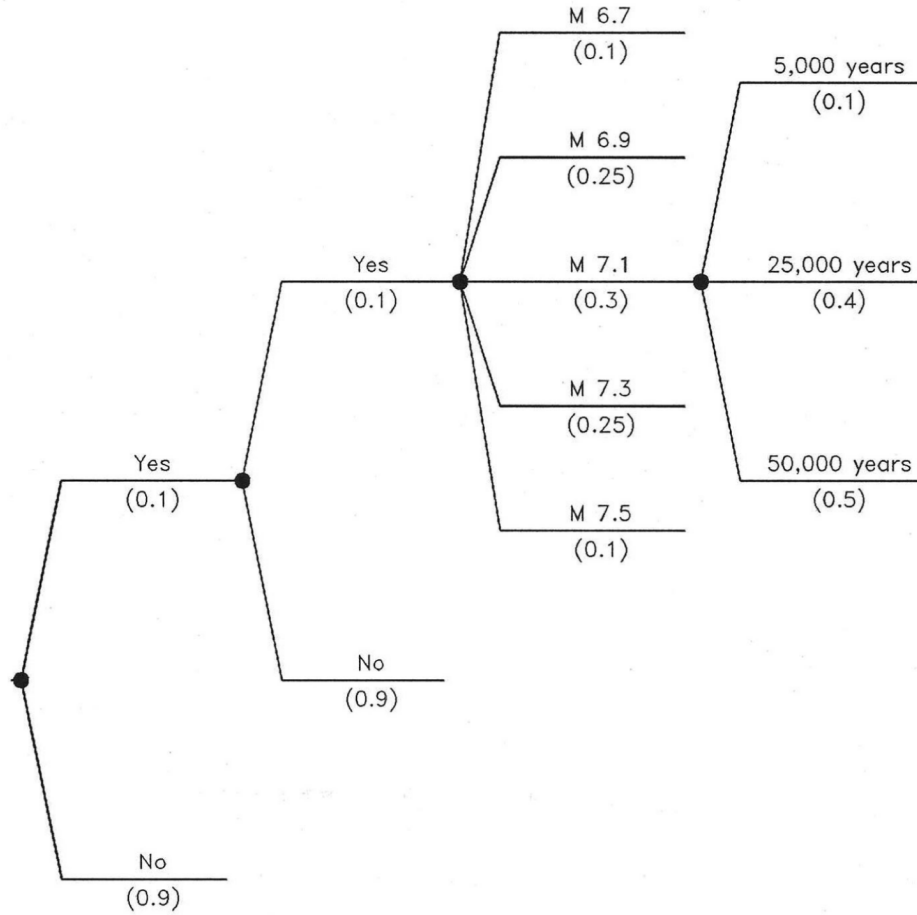 M 6.7
(0.1)
5,000 years
(0.1)
M 6.9
(0.25)
Yes
(0.1)
M 7.1
(0.3)
25,000 years
(0.4)
M 7.3
(0.25)
Yes
(0.1)
50,000 years
(0.5)
M 7.5
(0.1)
No
(0.9)
No
(0.9)